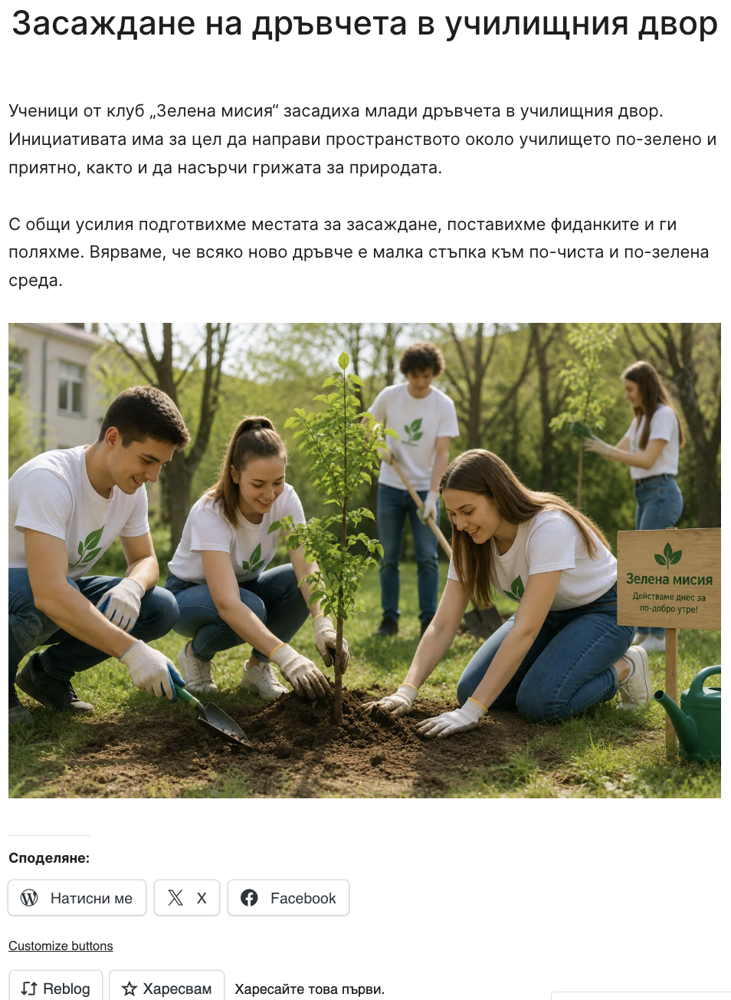 Засаждане на дръвчета в училищния двор
Ученици от клуб „Зелена мисия“ засадиха млади дръвчета в училищния двор.
Инициативата има за цел да направи пространството около училището по-зелено и
приятно, както и да насърчи грижата за природата.
С общи усилия подготвихме местата за засаждане, поставихме фиданките и ги
поляхме. Вярваме, че всяко ново дръвче е малка стъпка към по-чиста и по-зелена
среда.
Зелена мисия
Действаме днес за
по-добро утре!
Споделяне:
Натисни ме
X
Facebook
Customize buttons
Reblog
Харесвам
Харесайте това първи.